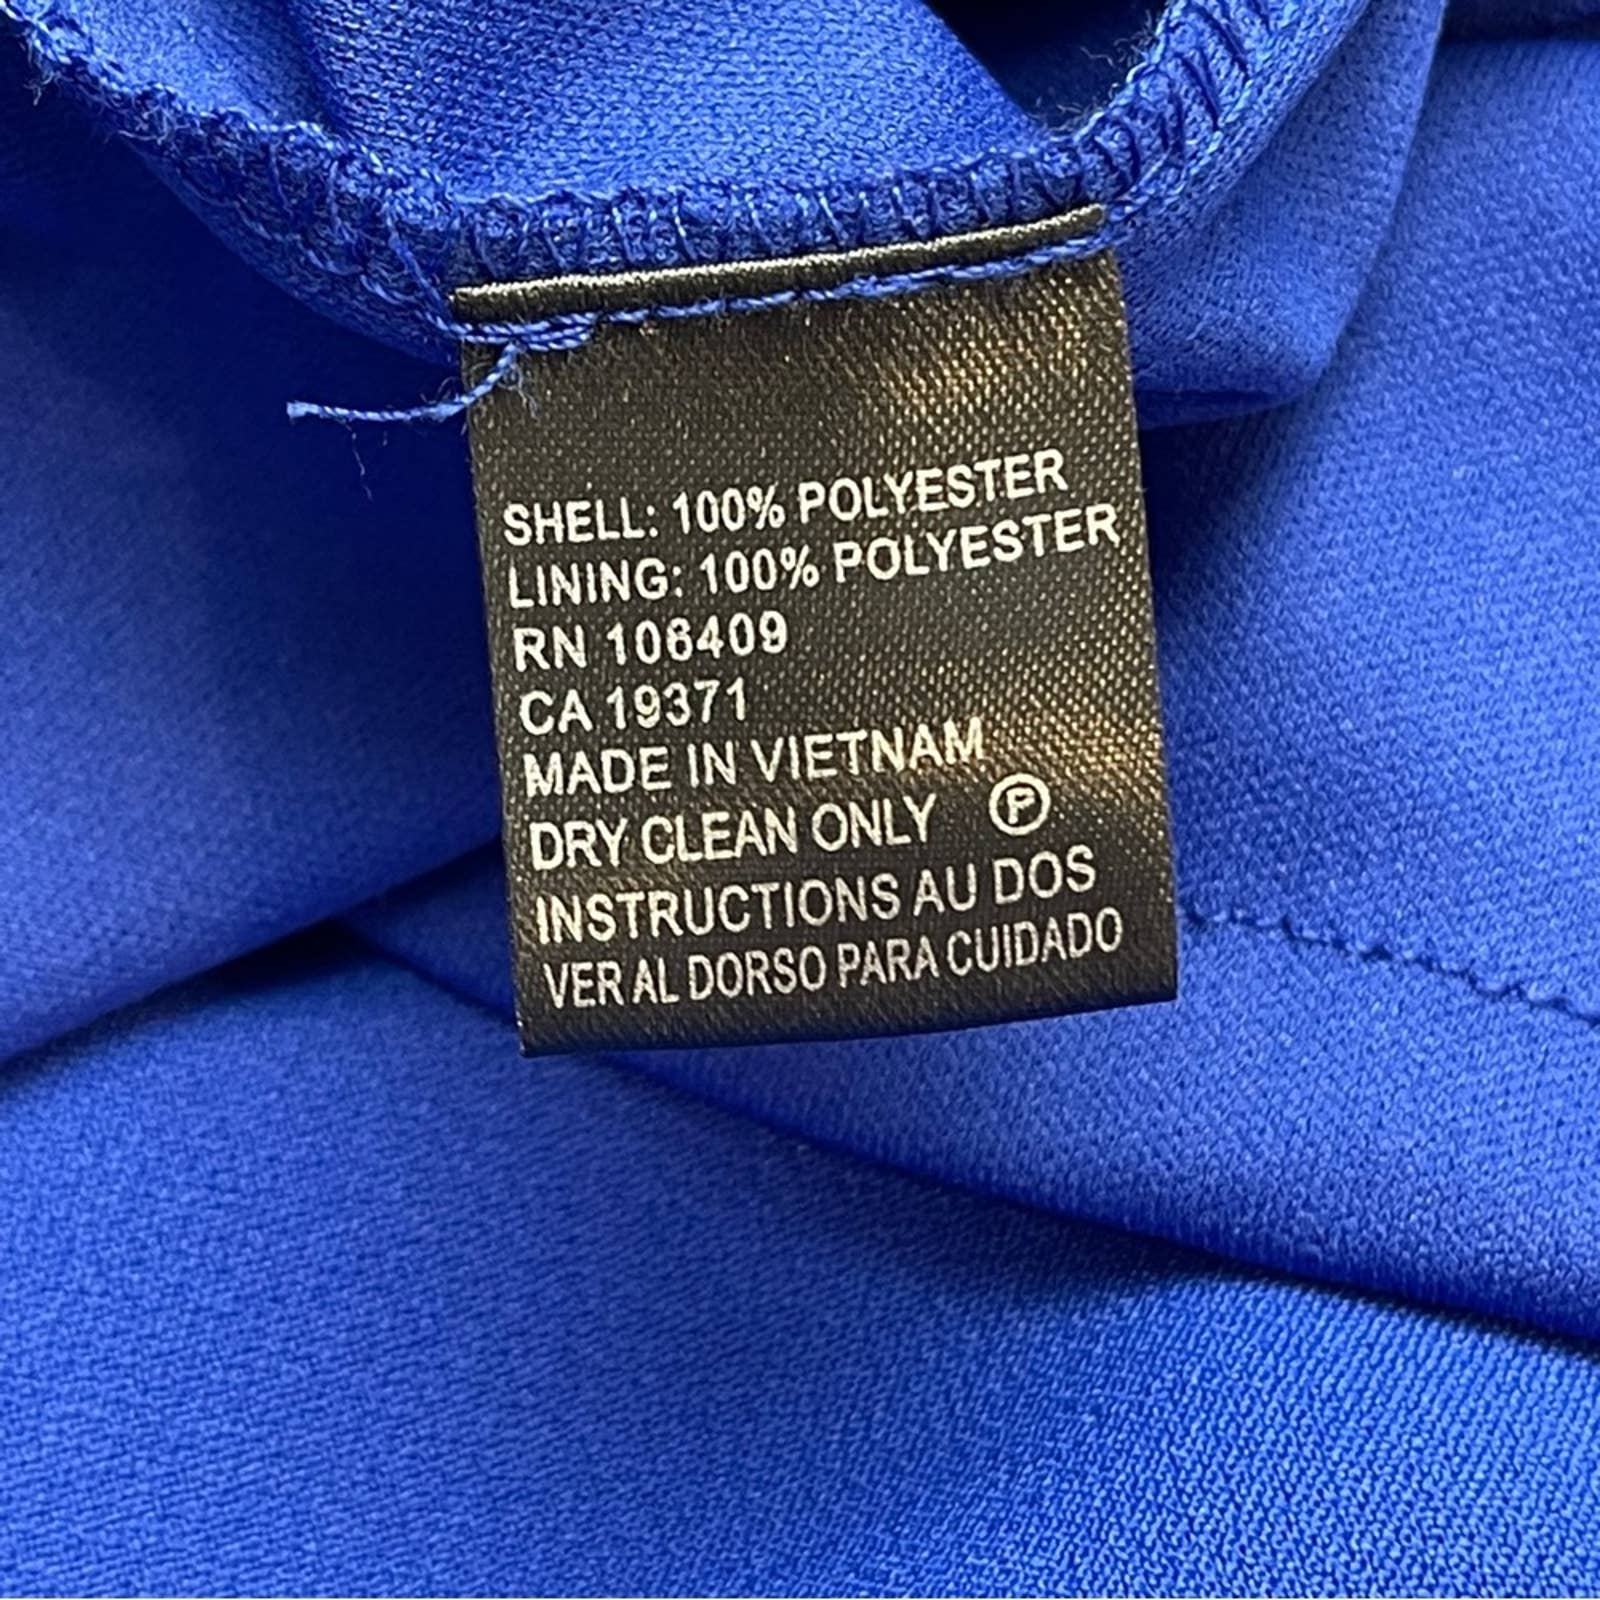 SHELL: 100% POLYESTER
LINING: 100% POLYESTER
RN 106409
CA 19371
MADE IN VIETNAM
DRY CLEAN ONLY Ⓟ
INSTRUCTIONS AU DOS
VER AL DORSO PARA CUIDADO